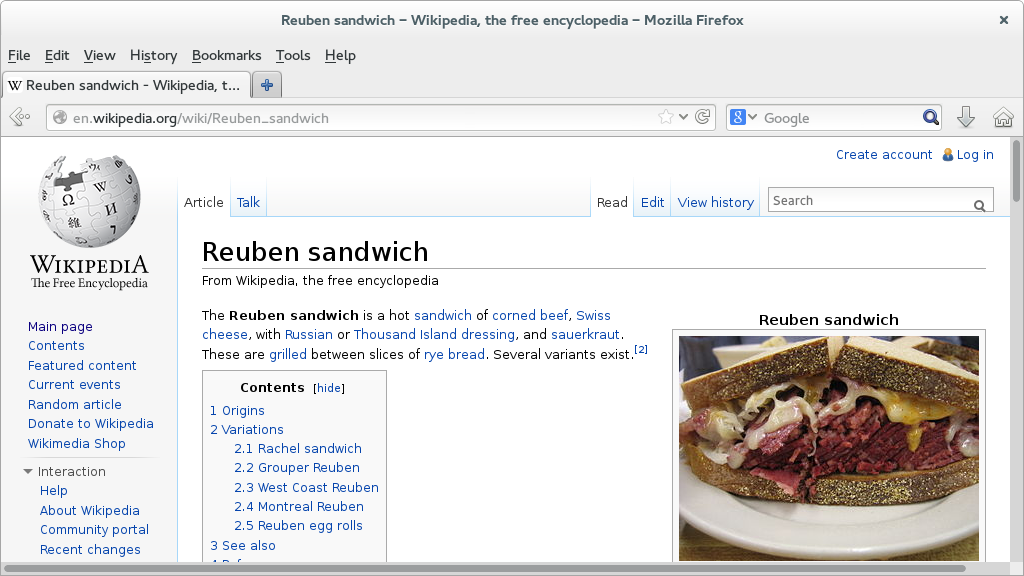 Reuben sandwich – Wikipedia, the free encyclopedia – Mozilla Firefox
File Edit View History Bookmarks Tools Help
W Reuben sandwich - Wikipedia, t...
en.wikipedia.org/wiki/Reuben_sandwich
Google
Create account Log in
WIKIPEDIA
The Free Encyclopedia
Article Talk Read Edit View history Search
Reuben sandwich
From Wikipedia, the free encyclopedia
The Reuben sandwich is a hot sandwich of corned beef, Swiss
cheese, with Russian or Thousand Island dressing, and sauerkraut.
These are grilled between slices of rye bread. Several variants exist.[2]
Reuben sandwich
Contents [hide]
1 Origins
2 Variations
2.1 Rachel sandwich
2.2 Grouper Reuben
2.3 West Coast Reuben
2.4 Montreal Reuben
2.5 Reuben egg rolls
3 See also
Main page
Contents
Featured content
Current events
Random article
Donate to Wikipedia
Wikimedia Shop
Interaction
Help
About Wikipedia
Community portal
Recent changes